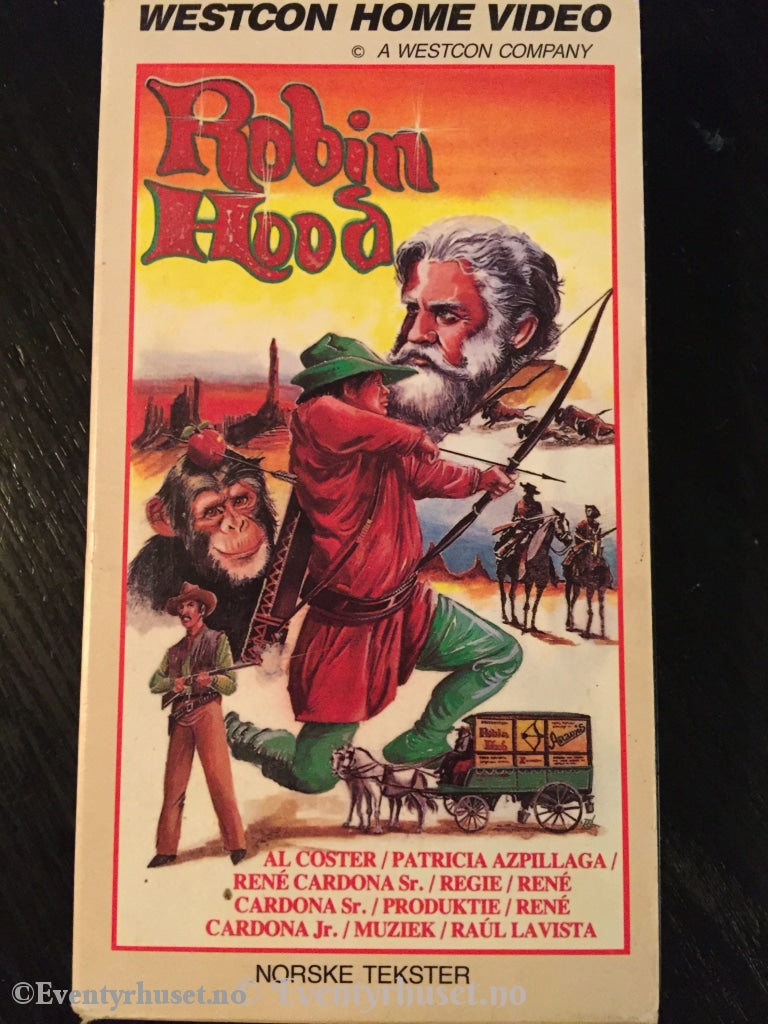 WESTCON HOME VIDEO
© A WESTCON COMPANY
Robin
Hood
Robin
Hood
AL COSTER / PATRICIA AZPILLAGA /
RENÉ CARDONA Sr. / REGIE / RENÉ
CARDONA Sr. / PRODUKTIE / RENÉ
CARDONA Jr. / MUZIEK / RAÚL LAVISTA
NORSKE TEKSTER
©Eventyrhuset.no © Eventyrhuset.no